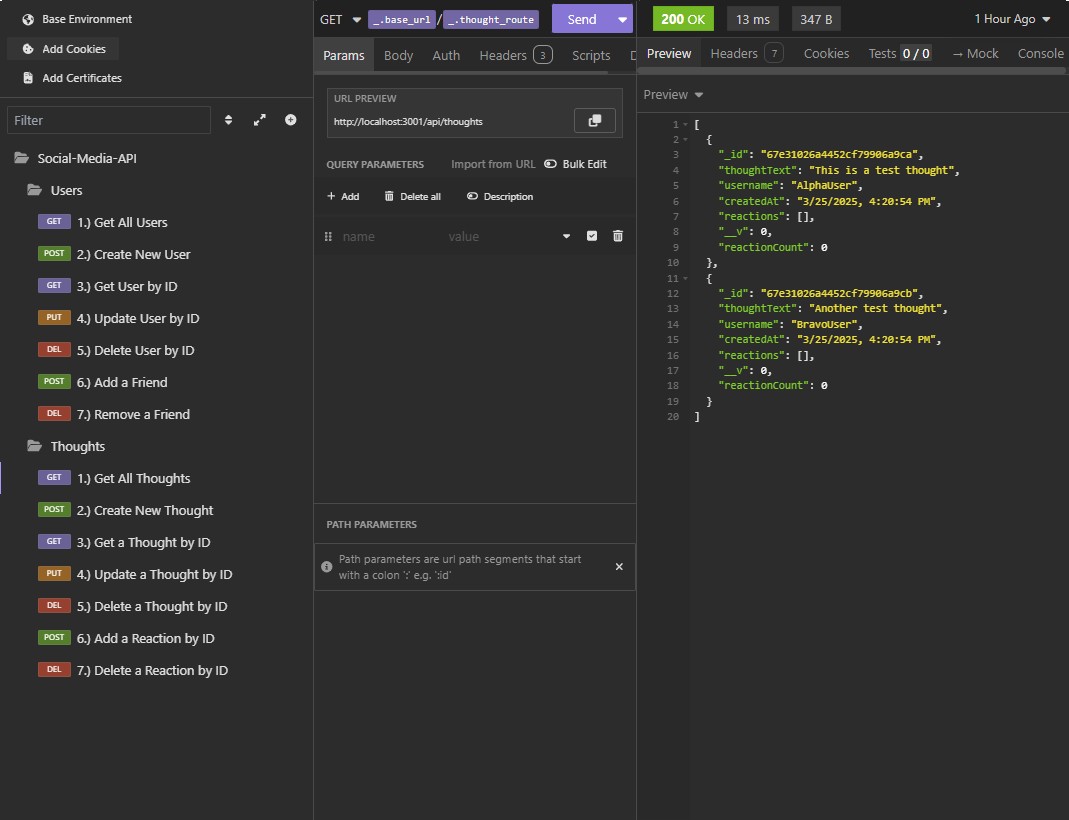 Base Environment
Add Cookies
Add Certificates
Filter
Social-Media-API
Users
GET 1.) Get All Users
POST 2.) Create New User
GET 3.) Get User by ID
PUT 4.) Update User by ID
DEL 5.) Delete User by ID
POST 6.) Add a Friend
DEL 7.) Remove a Friend
Thoughts
GET 1.) Get All Thoughts
POST 2.) Create New Thought
GET 3.) Get a Thought by ID
PUT 4.) Update a Thought by ID
DEL 5.) Delete a Thought by ID
POST 6.) Add a Reaction by ID
DEL 7.) Delete a Reaction by ID
GET _.base_url / _.thought_route Send
Params Body Auth Headers 3 Scripts D
URL PREVIEW
http://localhost:3001/api/thoughts
QUERY PARAMETERS Import from URL Bulk Edit
+ Add Delete all Description
name value
PATH PARAMETERS
Path parameters are url path segments that start
with a colon ':' e.g. ':id'
200 OK 13 ms 347 B 1 Hour Ago
Preview Headers 7 Cookies Tests 0 / 0 → Mock Console
Preview
1 [
2 {
3 "_id": "67e31026a4452cf79906a9ca",
4 "thoughtText": "This is a test thought",
5 "username": "AlphaUser",
6 "createdAt": "3/25/2025, 4:20:54 PM",
7 "reactions": [],
8 "__v": 0,
9 "reactionCount": 0
10 },
11 {
12 "_id": "67e31026a4452cf79906a9cb",
13 "thoughtText": "Another test thought",
14 "username": "BravoUser",
15 "createdAt": "3/25/2025, 4:20:54 PM",
16 "reactions": [],
17 "__v": 0,
18 "reactionCount": 0
19 }
20 ]